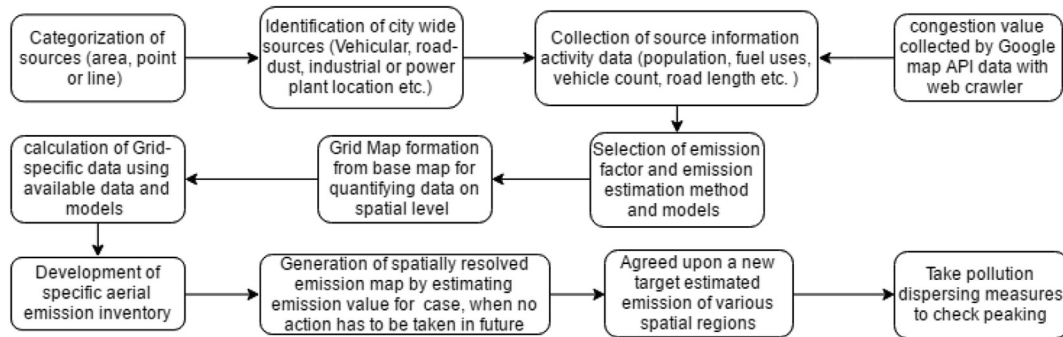 Categorization of
sources (area, point
or line)
Identification of city wide
sources (Vehicular, road-
dust, industrial or power
plant location etc.)
Collection of source information
activity data (population, fuel uses,
vehicle count, road length etc. )
congestion value
collected by Google
map API data with
web crawler
calculation of Grid-
specific data using
available data and
models
Grid Map formation
from base map for
quantifying data on
spatial level
Selection of emission
factor and emission
estimation method
and models
Development of
specific aerial
emission inventory
Generation of spatially resolved
emission map by estimating
emission value for case, when no
action has to be taken in future
Agreed upon a new
target estimated
emission of various
spatial regions
Take pollution
dispersing measures
to check peaking